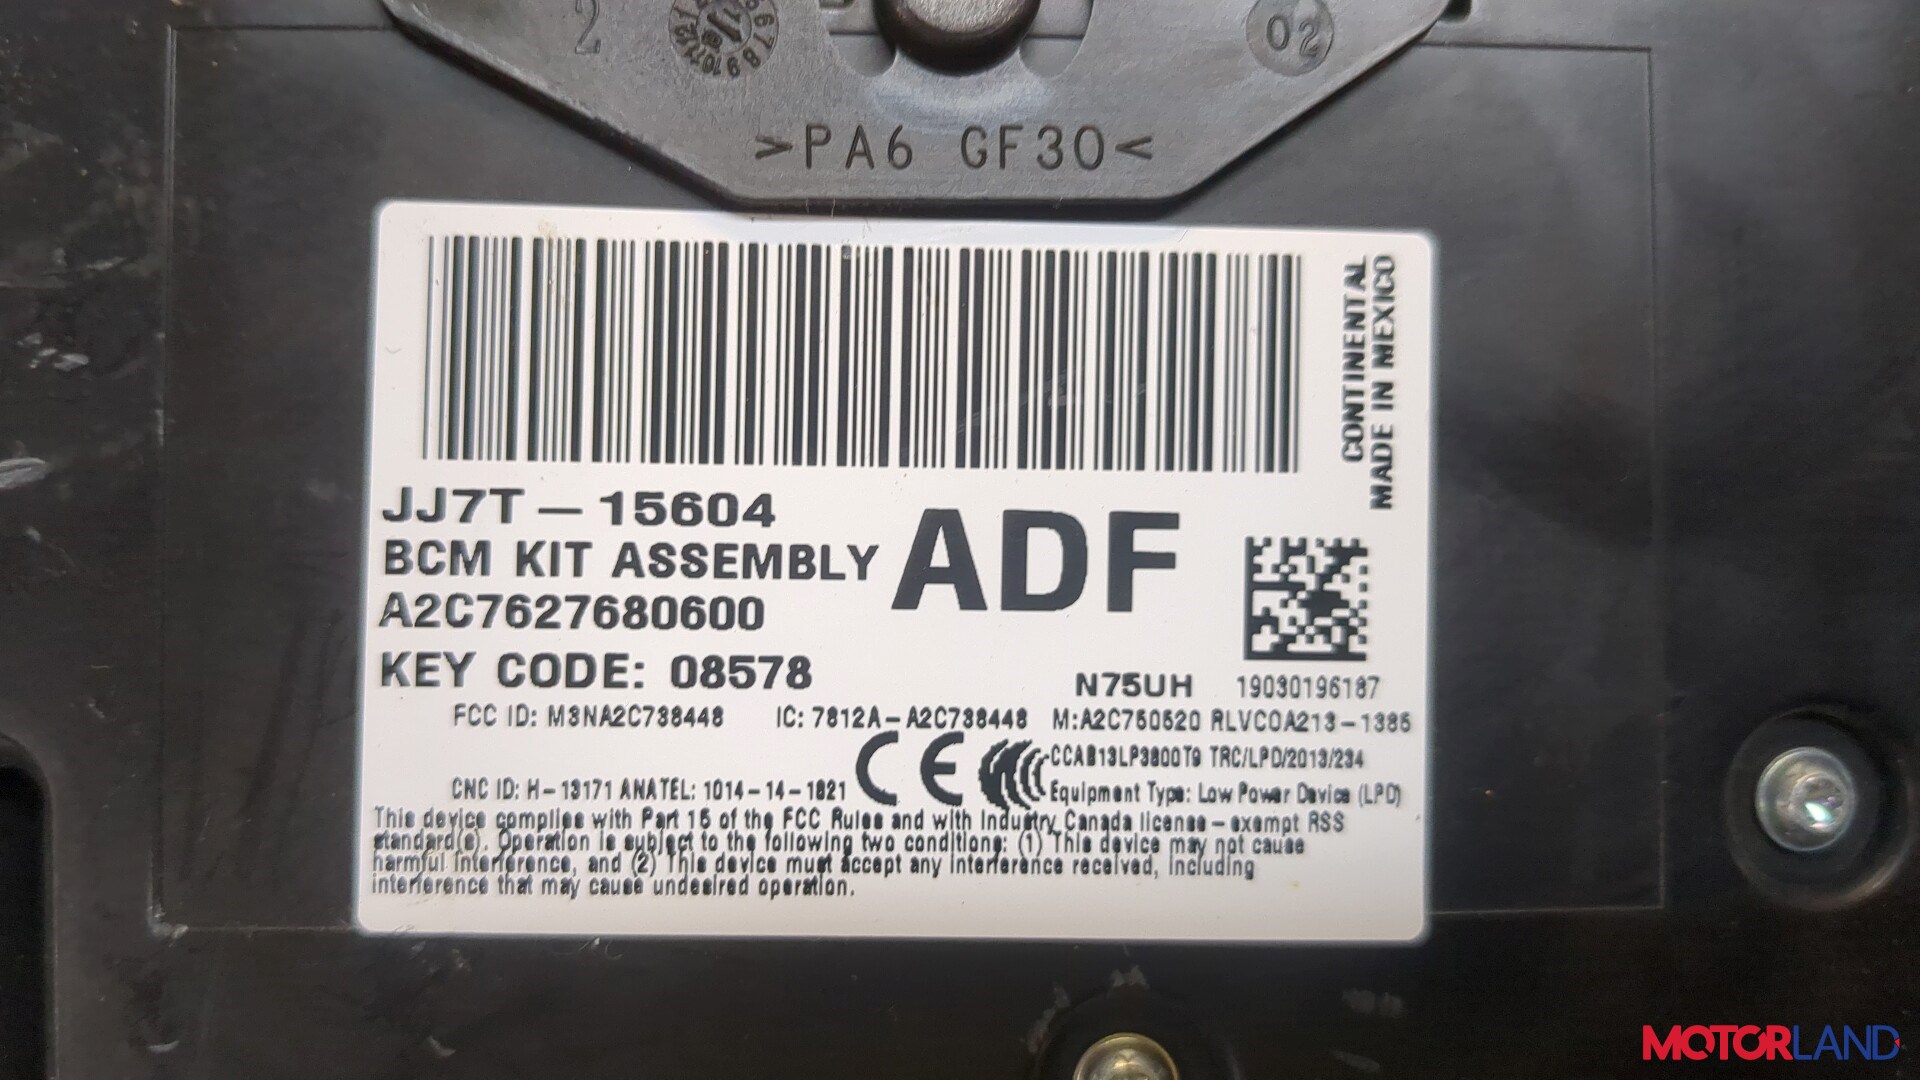 2
02
>PA6 GF30<
CONTINENTAL
MADE IN MEXICO
JJ7T-15604
BCM KIT ASSEMBLY
ADF
A2C7627680600
KEY CODE: 08578
N75UH
19030196187
FCC ID: M3NA2C738448 IC: 7812A-A2C738448 M:A2C750520 RLVCOA213-1385
CE
CCAB13LP3800T9 TRC/LPD/2013/234
CNC ID: H-13171 ANATEL: 1014-14-1821
Equipment Type: Low Power Device (LPD)
This device complies with Part 15 of the FCC Rules and with Industry Canada license-exempt RSS
standard(s). Operation is subject to the following two conditions: (1) This device may not cause
harmful interference, and (2) This device must accept any interference received, including
interference that may cause undesired operation.
MOTORLAND